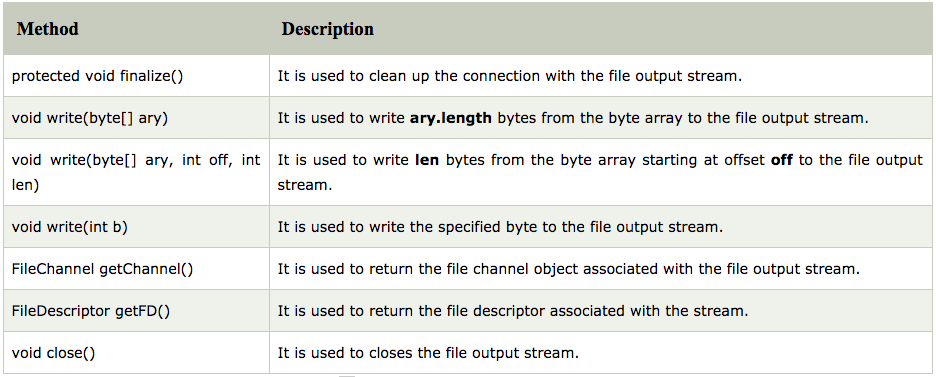 Method Description
protected void finalize() It is used to clean up the connection with the file output stream.
void write(byte[] ary) It is used to write ary.length bytes from the byte array to the file output stream.
void write(byte[] ary, int off, int It is used to write len bytes from the byte array starting at offset off to the file output
len) stream.
void write(int b) It is used to write the specified byte to the file output stream.
FileChannel getChannel() It is used to return the file channel object associated with the file output stream.
FileDescriptor getFD() It is used to return the file descriptor associated with the stream.
void close() It is used to closes the file output stream.